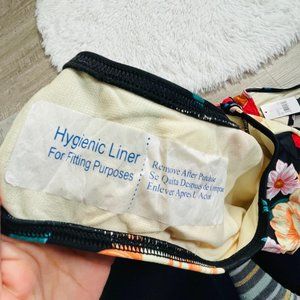 Hygienic Liner
For Fitting Purposes
Remove After Purchase
Se Quita Despues de Comprar
Enlever Apres L'Achat